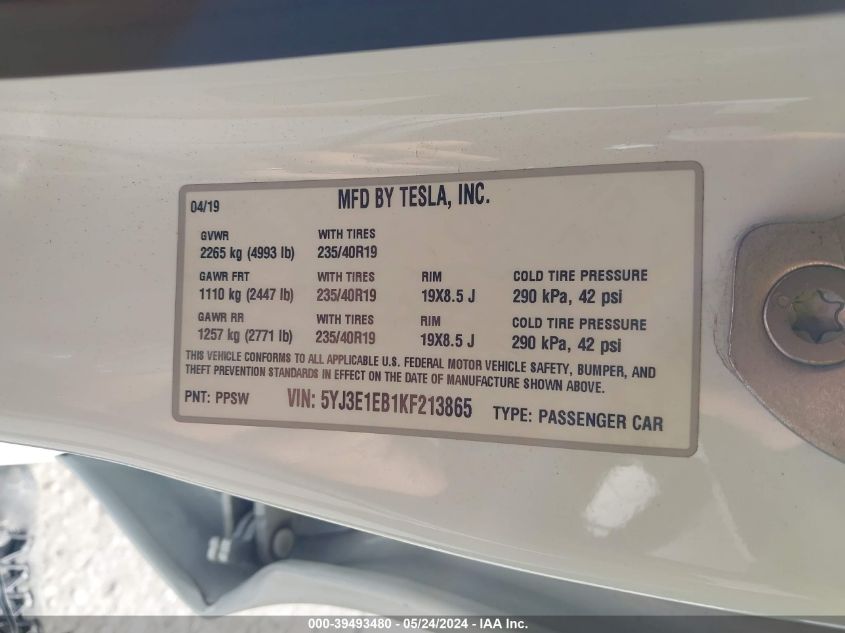 04/19 MFD BY TESLA, INC.
GVWR WITH TIRES
2265 kg (4993 lb) 235/40R19
GAWR FRT WITH TIRES RIM COLD TIRE PRESSURE
1110 kg (2447 lb) 235/40R19 19X8.5 J 290 kPa, 42 psi
GAWR RR WITH TIRES RIM COLD TIRE PRESSURE
1257 kg (2771 lb) 235/40R19 19X8.5 J 290 kPa, 42 psi
THIS VEHICLE CONFORMS TO ALL APPLICABLE U.S. FEDERAL MOTOR VEHICLE SAFETY, BUMPER, AND
THEFT PREVENTION STANDARDS IN EFFECT ON THE DATE OF MANUFACTURE SHOWN ABOVE.
PNT: PPSW VIN: 5YJ3E1EB1KF213865 TYPE: PASSENGER CAR
000-39493480 - 05/24/2024 - IAA Inc.